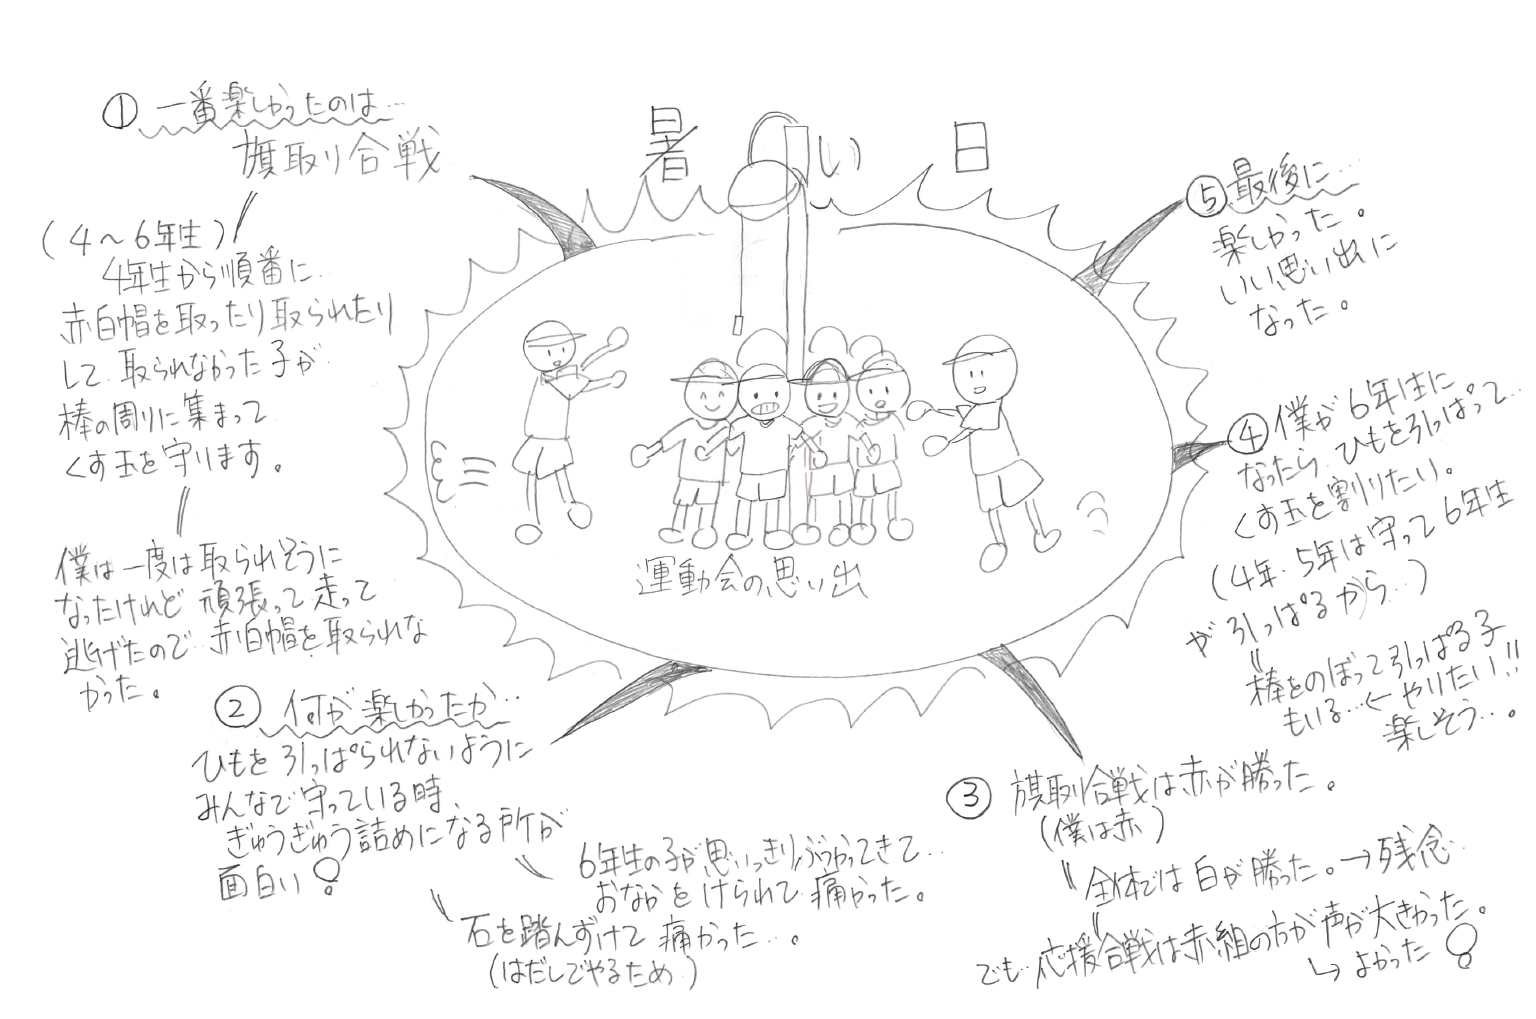 暑い日
運動会の思い出
① 一番楽しかったのは…
旗取り合戦
(4～6年生)
4年生から順番に
赤白帽を取ったり取られたり
して 取られなかった子が
棒の周りに集まって
くす玉を守ります。
僕は一度は取られそうに
なったけれど 頑張って走って
逃げたので 赤白帽を取られな
かった。
② 何が楽しかったか…
ひもを引っぱられないように
みんなで守っている時、
ぎゅうぎゅう詰めになる所が
面白い
6年生の子が思いっきりぶつかってきて…
おなかをけられて痛かった。
石を踏んずけて痛かった…。
(はだしでやるため)
③ 旗取り合戦は赤が勝った。
(僕は赤)
全体では白が勝った。→残念…
でも…応援合戦は赤組の方が声が大きかった。
↳よかった
④ 僕が6年生に
なったら ひもを引っぱって…
くす玉を割りたい。
(4年・5年は守って6年生
が引っぱるから…)
棒をのぼって引っぱる子
もいる…←やりたい!!
楽しそう…。
⑤ 最後に…
楽しかった。
いい思い出に
なった。